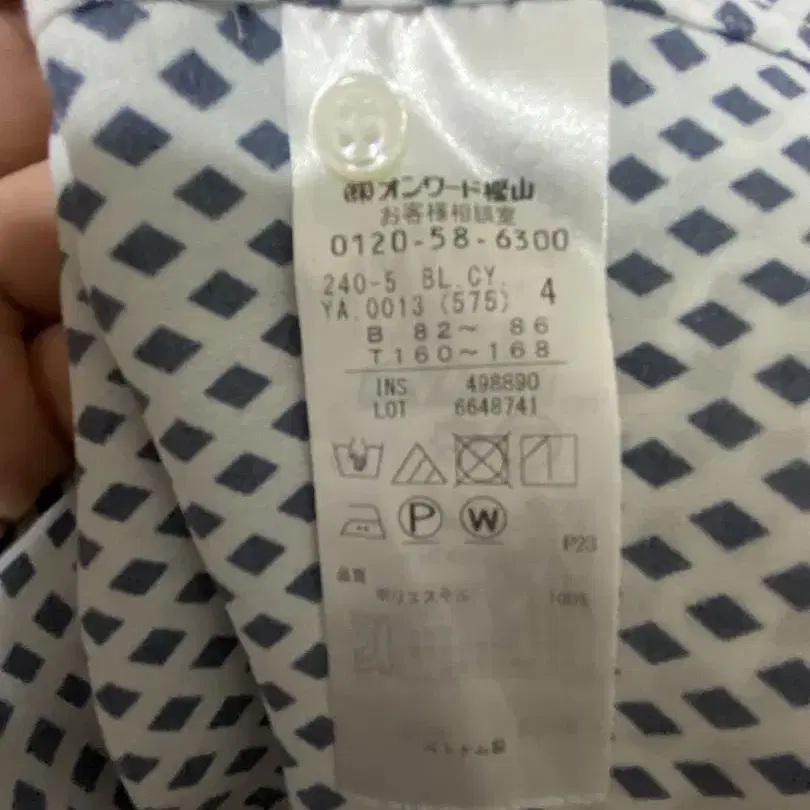 ㈱オンワード樫山
お客様相談室
0120-58-6300
240-5 BL.CY. 4
YA.0013 (575)
B 82〜 86
T160〜168
INS 498890
LOT 6648741
P W
P23
品質
ポリエステル 100%
ベトナム製